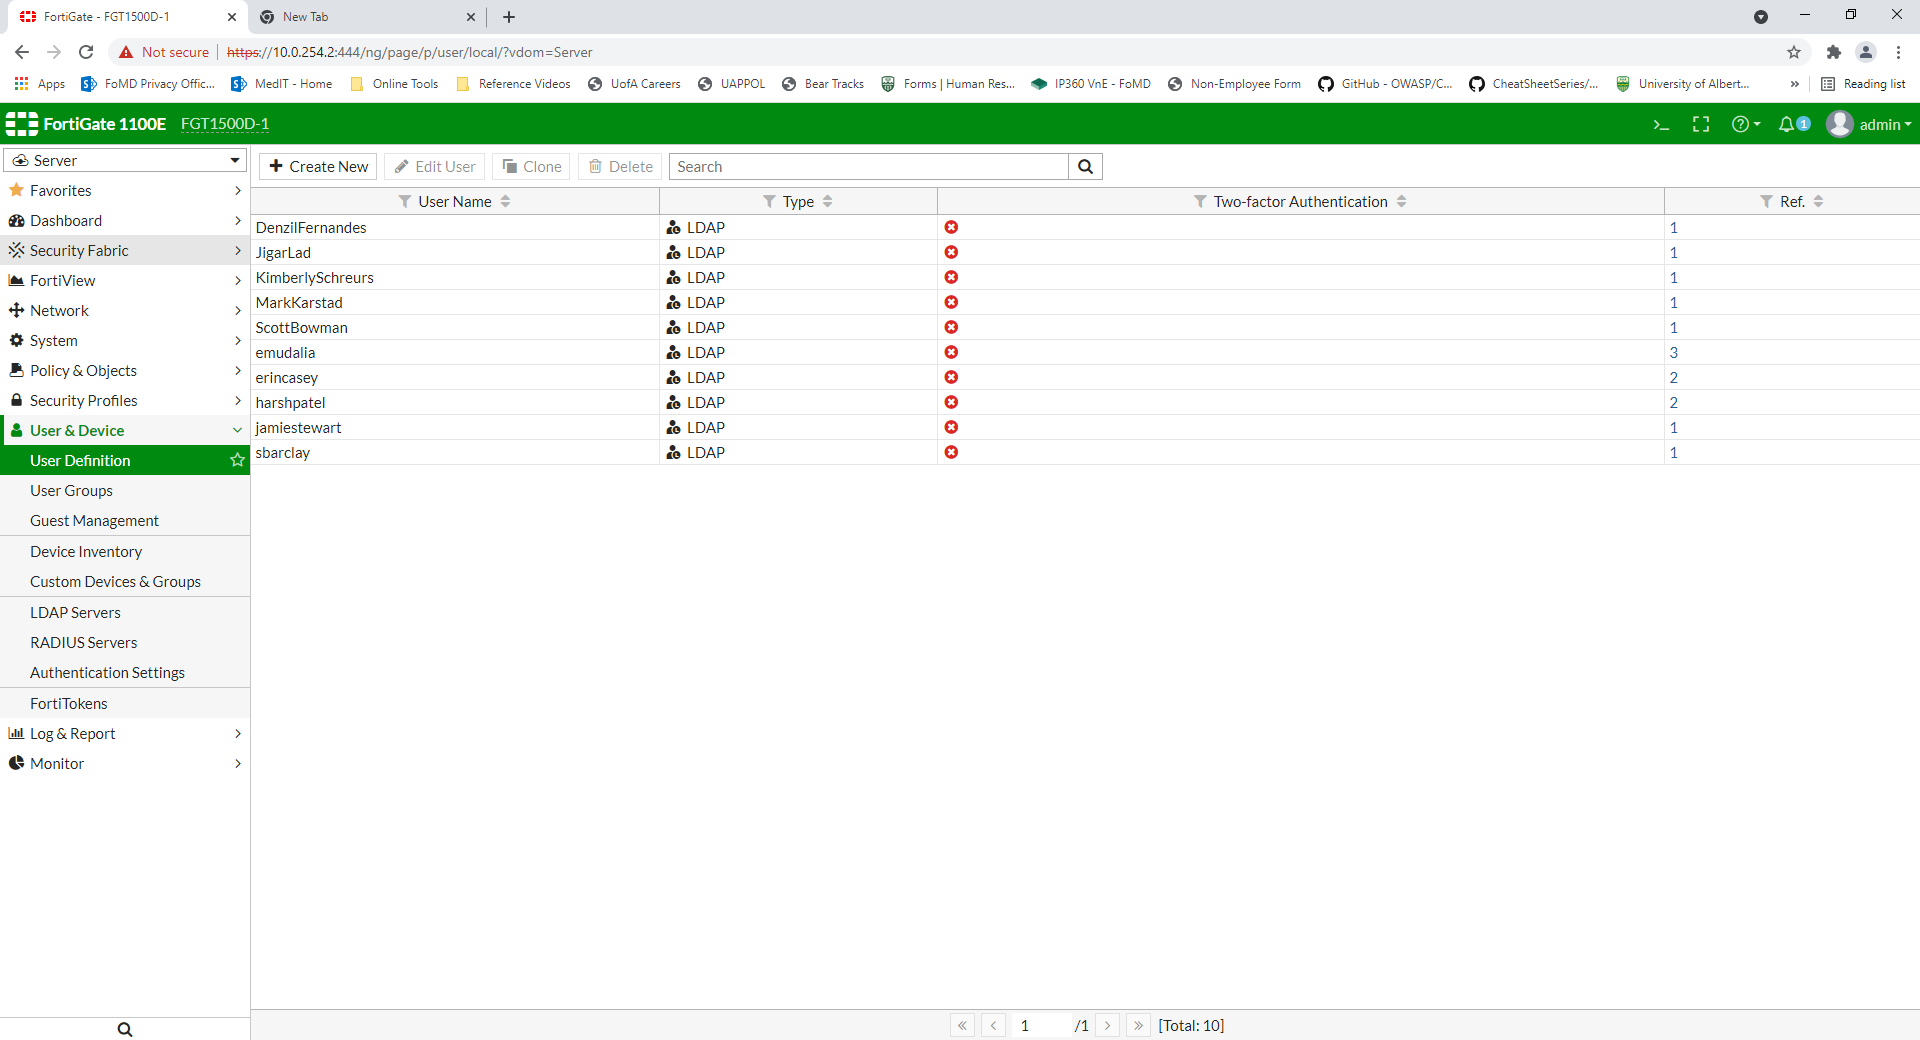 FortiGate - FGT1500D-1
New Tab
Not secure https://10.0.254.2:444/ng/page/p/user/local/?vdom=Server
Apps FoMD Privacy Offic... MedIT - Home Online Tools Reference Videos UofA Careers UAPPOL Bear Tracks Forms | Human Res... IP360 VnE - FoMD Non-Employee Form GitHub - OWASP/C... CheatSheetSeries/... University of Albert... » Reading list
FortiGate 1100E FGT1500D-1 1 admin
Server
Favorites
Dashboard
Security Fabric
FortiView
Network
System
Policy & Objects
Security Profiles
User & Device
User Definition
User Groups
Guest Management
Device Inventory
Custom Devices & Groups
LDAP Servers
RADIUS Servers
Authentication Settings
FortiTokens
Log & Report
Monitor
Create New Edit User Clone Delete Search
User Name Type Two-factor Authentication Ref.
DenzilFernandes LDAP 1
JigarLad LDAP 1
KimberlySchreurs LDAP 1
MarkKarstad LDAP 1
ScottBowman LDAP 1
emudalia LDAP 3
erincasey LDAP 2
harshpatel LDAP 2
jamiestewart LDAP 1
sbarclay LDAP 1
« ‹ 1 /1 › » [Total: 10]